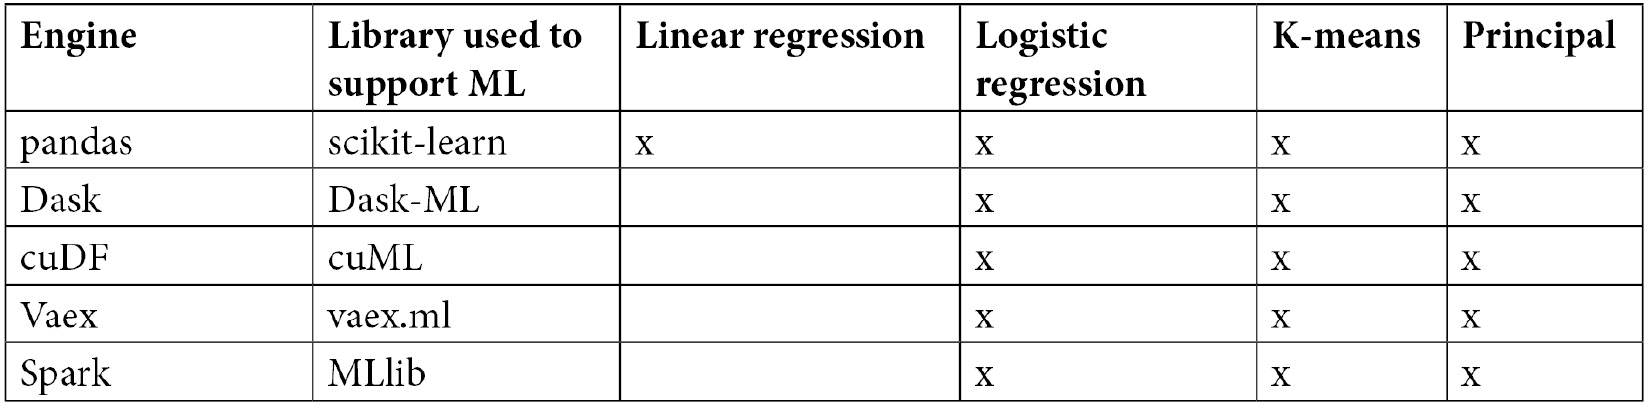 Engine Library used to Linear regression Logistic K-means Principal
support ML regression
pandas scikit-learn x x x x
Dask Dask-ML x x x
cuDF cuML x x x
Vaex vaex.ml x x x
Spark MLlib x x x